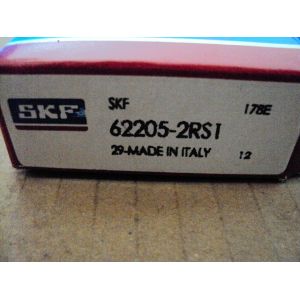 SKF
SKF 178E
62205-2RS1
29-MADE IN ITALY 12